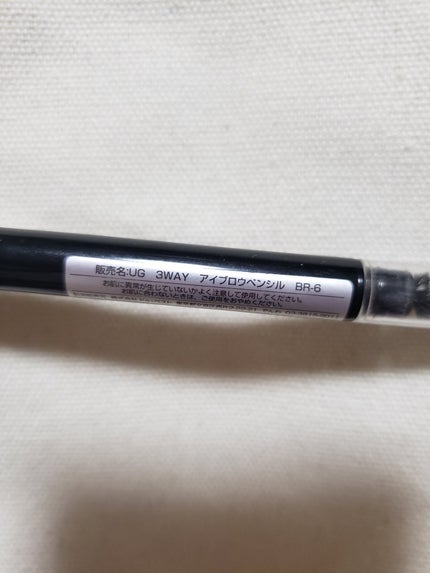 販売名:UG 3WAY アイブロウペンシル BR-6
お肌に異常が生じていないかよく注意して使用してください。
お肌に合わないときは、ご使用をおやめください。